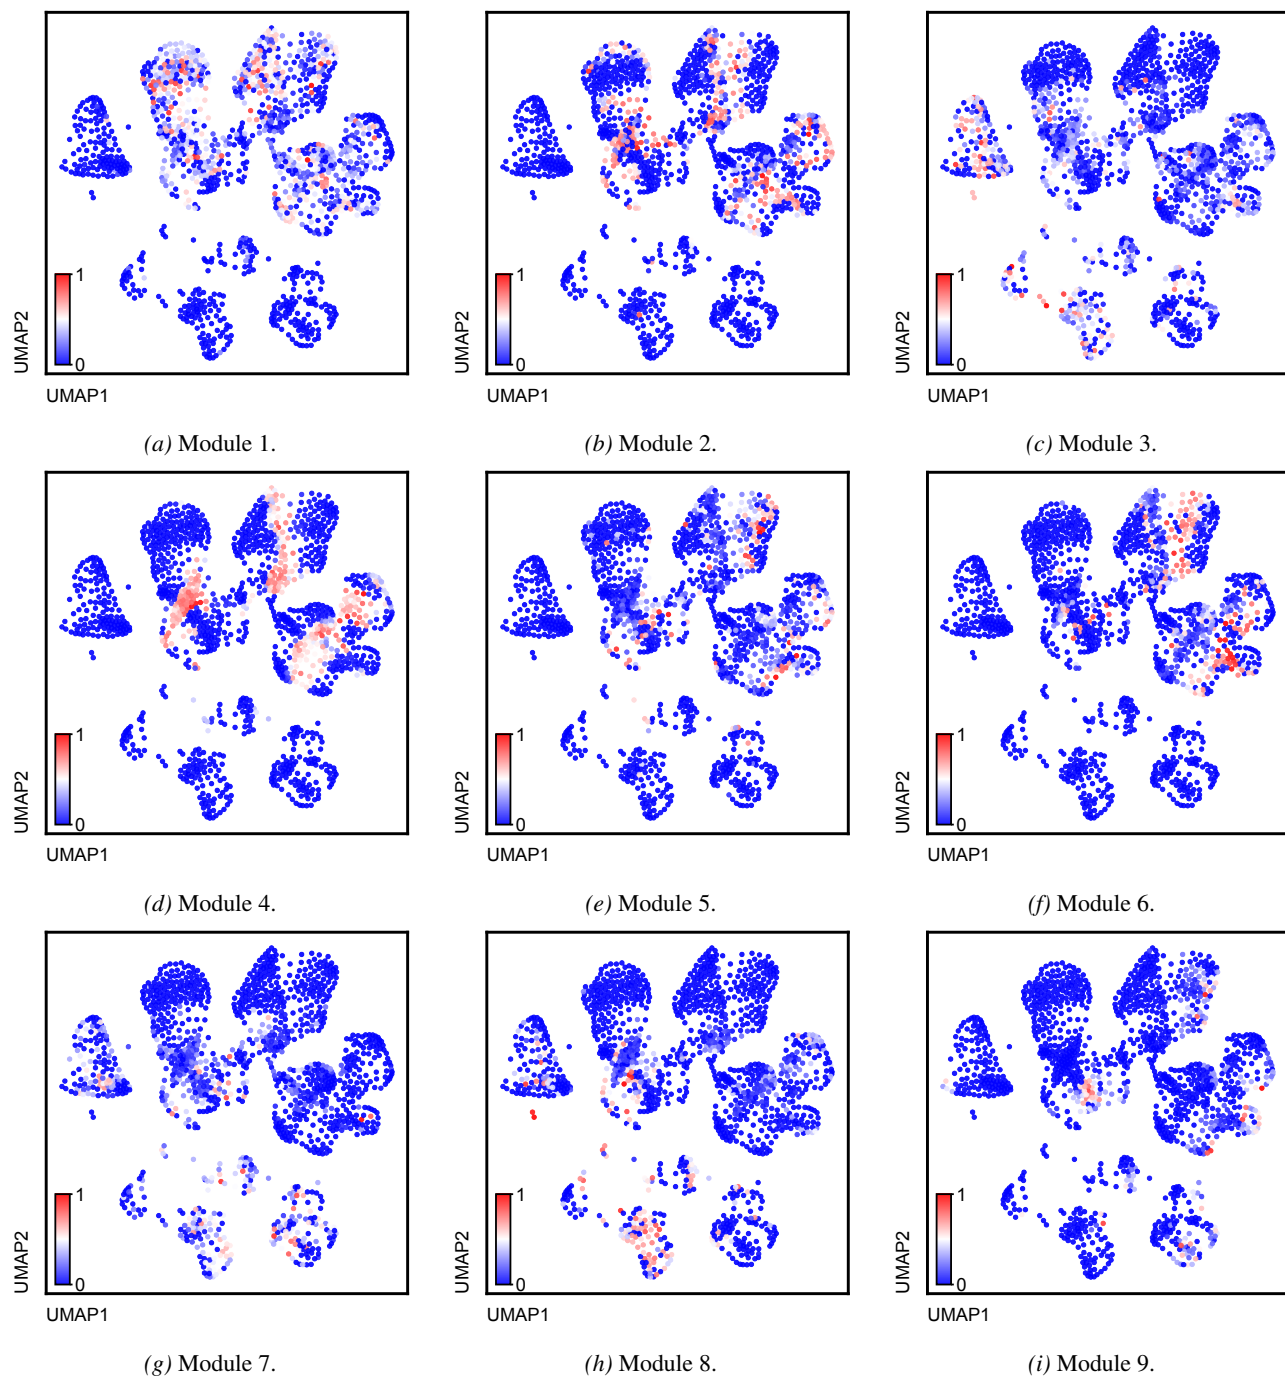 UMAP2
1
0
UMAP1
(a) Module 1.
UMAP2
1
0
UMAP1
(b) Module 2.
UMAP2
1
0
UMAP1
(c) Module 3.
UMAP2
1
0
UMAP1
(d) Module 4.
UMAP2
1
0
UMAP1
(e) Module 5.
UMAP2
1
0
UMAP1
(f) Module 6.
UMAP2
1
0
UMAP1
(g) Module 7.
UMAP2
1
0
UMAP1
(h) Module 8.
UMAP2
1
0
UMAP1
(i) Module 9.